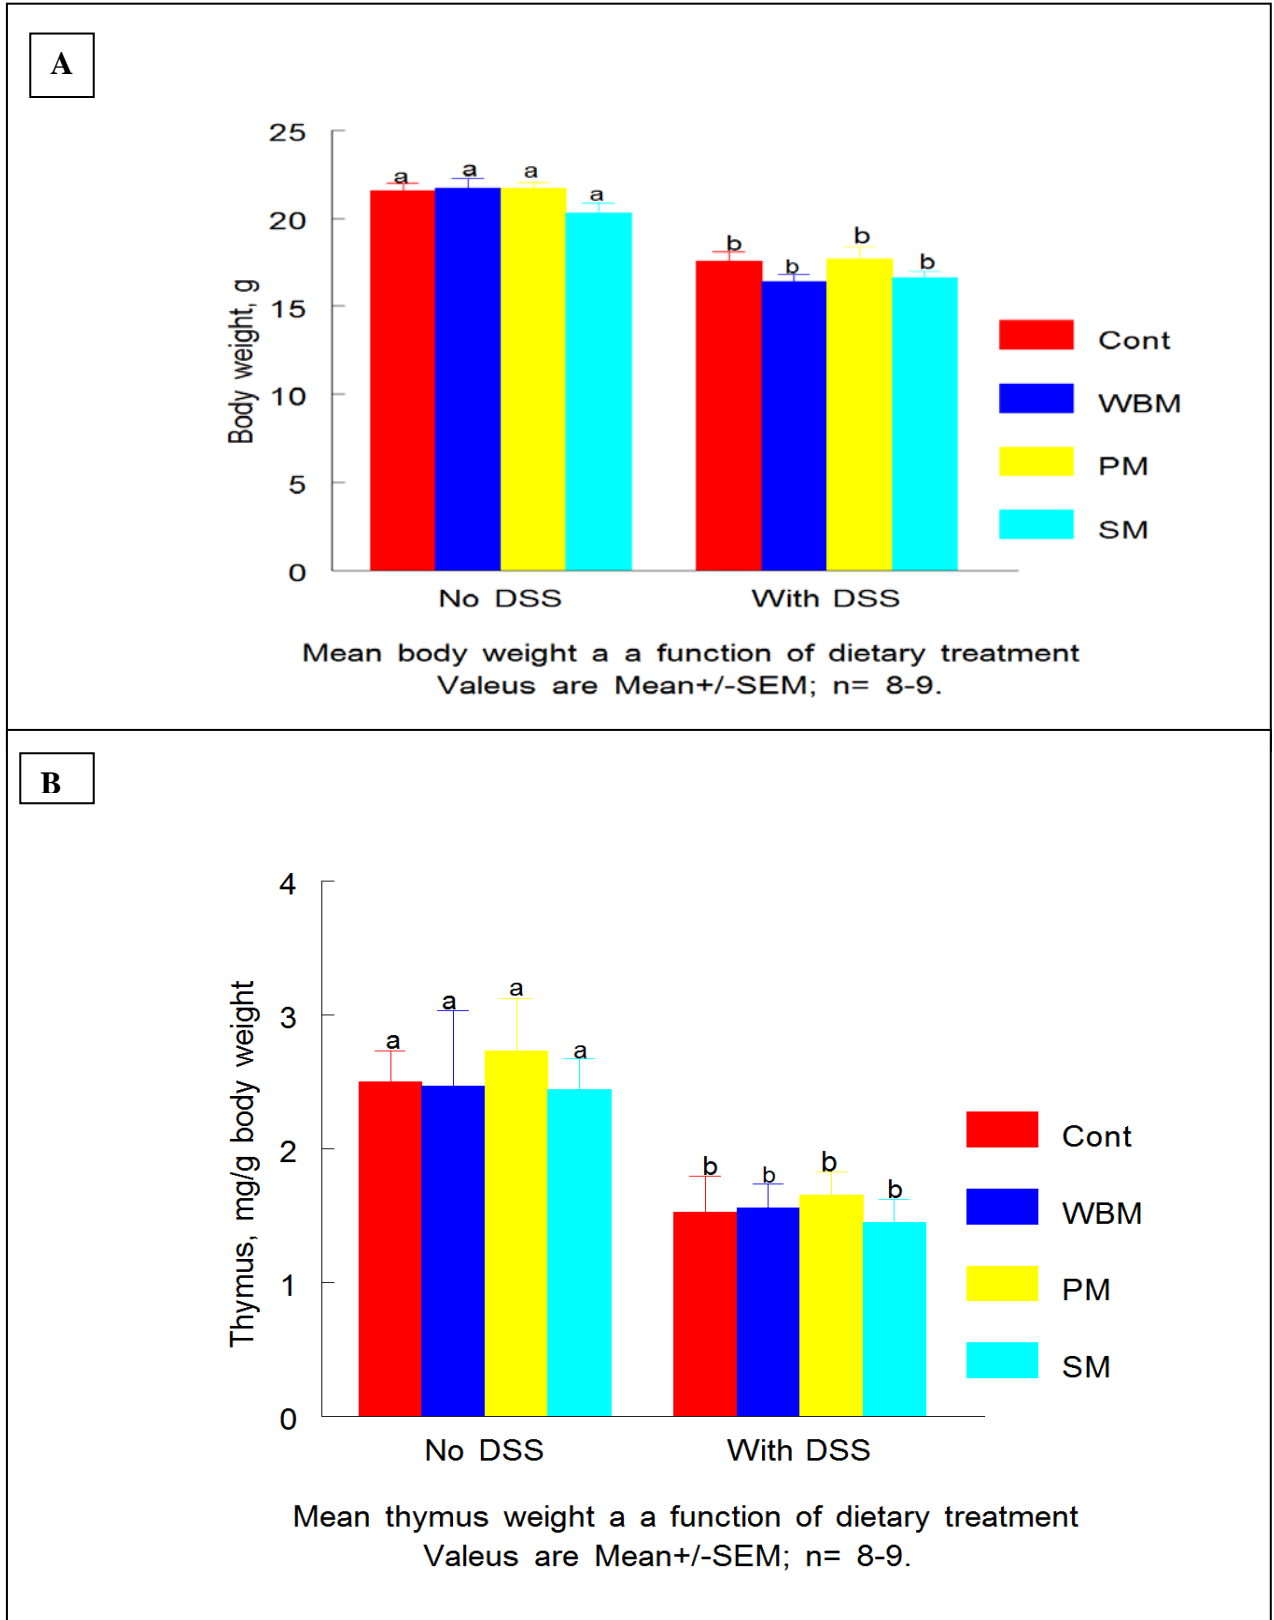 A
25
20
15
10
5
0
Body weight, g
a a a a b b b b
Cont
WBM
PM
SM
No DSS With DSS
Mean body weight a a function of dietary treatment
Valeus are Mean+/-SEM; n= 8-9.
B
4
3
2
1
0
Thymus, mg/g body weight
a a a a b b b b
Cont
WBM
PM
SM
No DSS With DSS
Mean thymus weight a a function of dietary treatment
Valeus are Mean+/-SEM; n= 8-9.